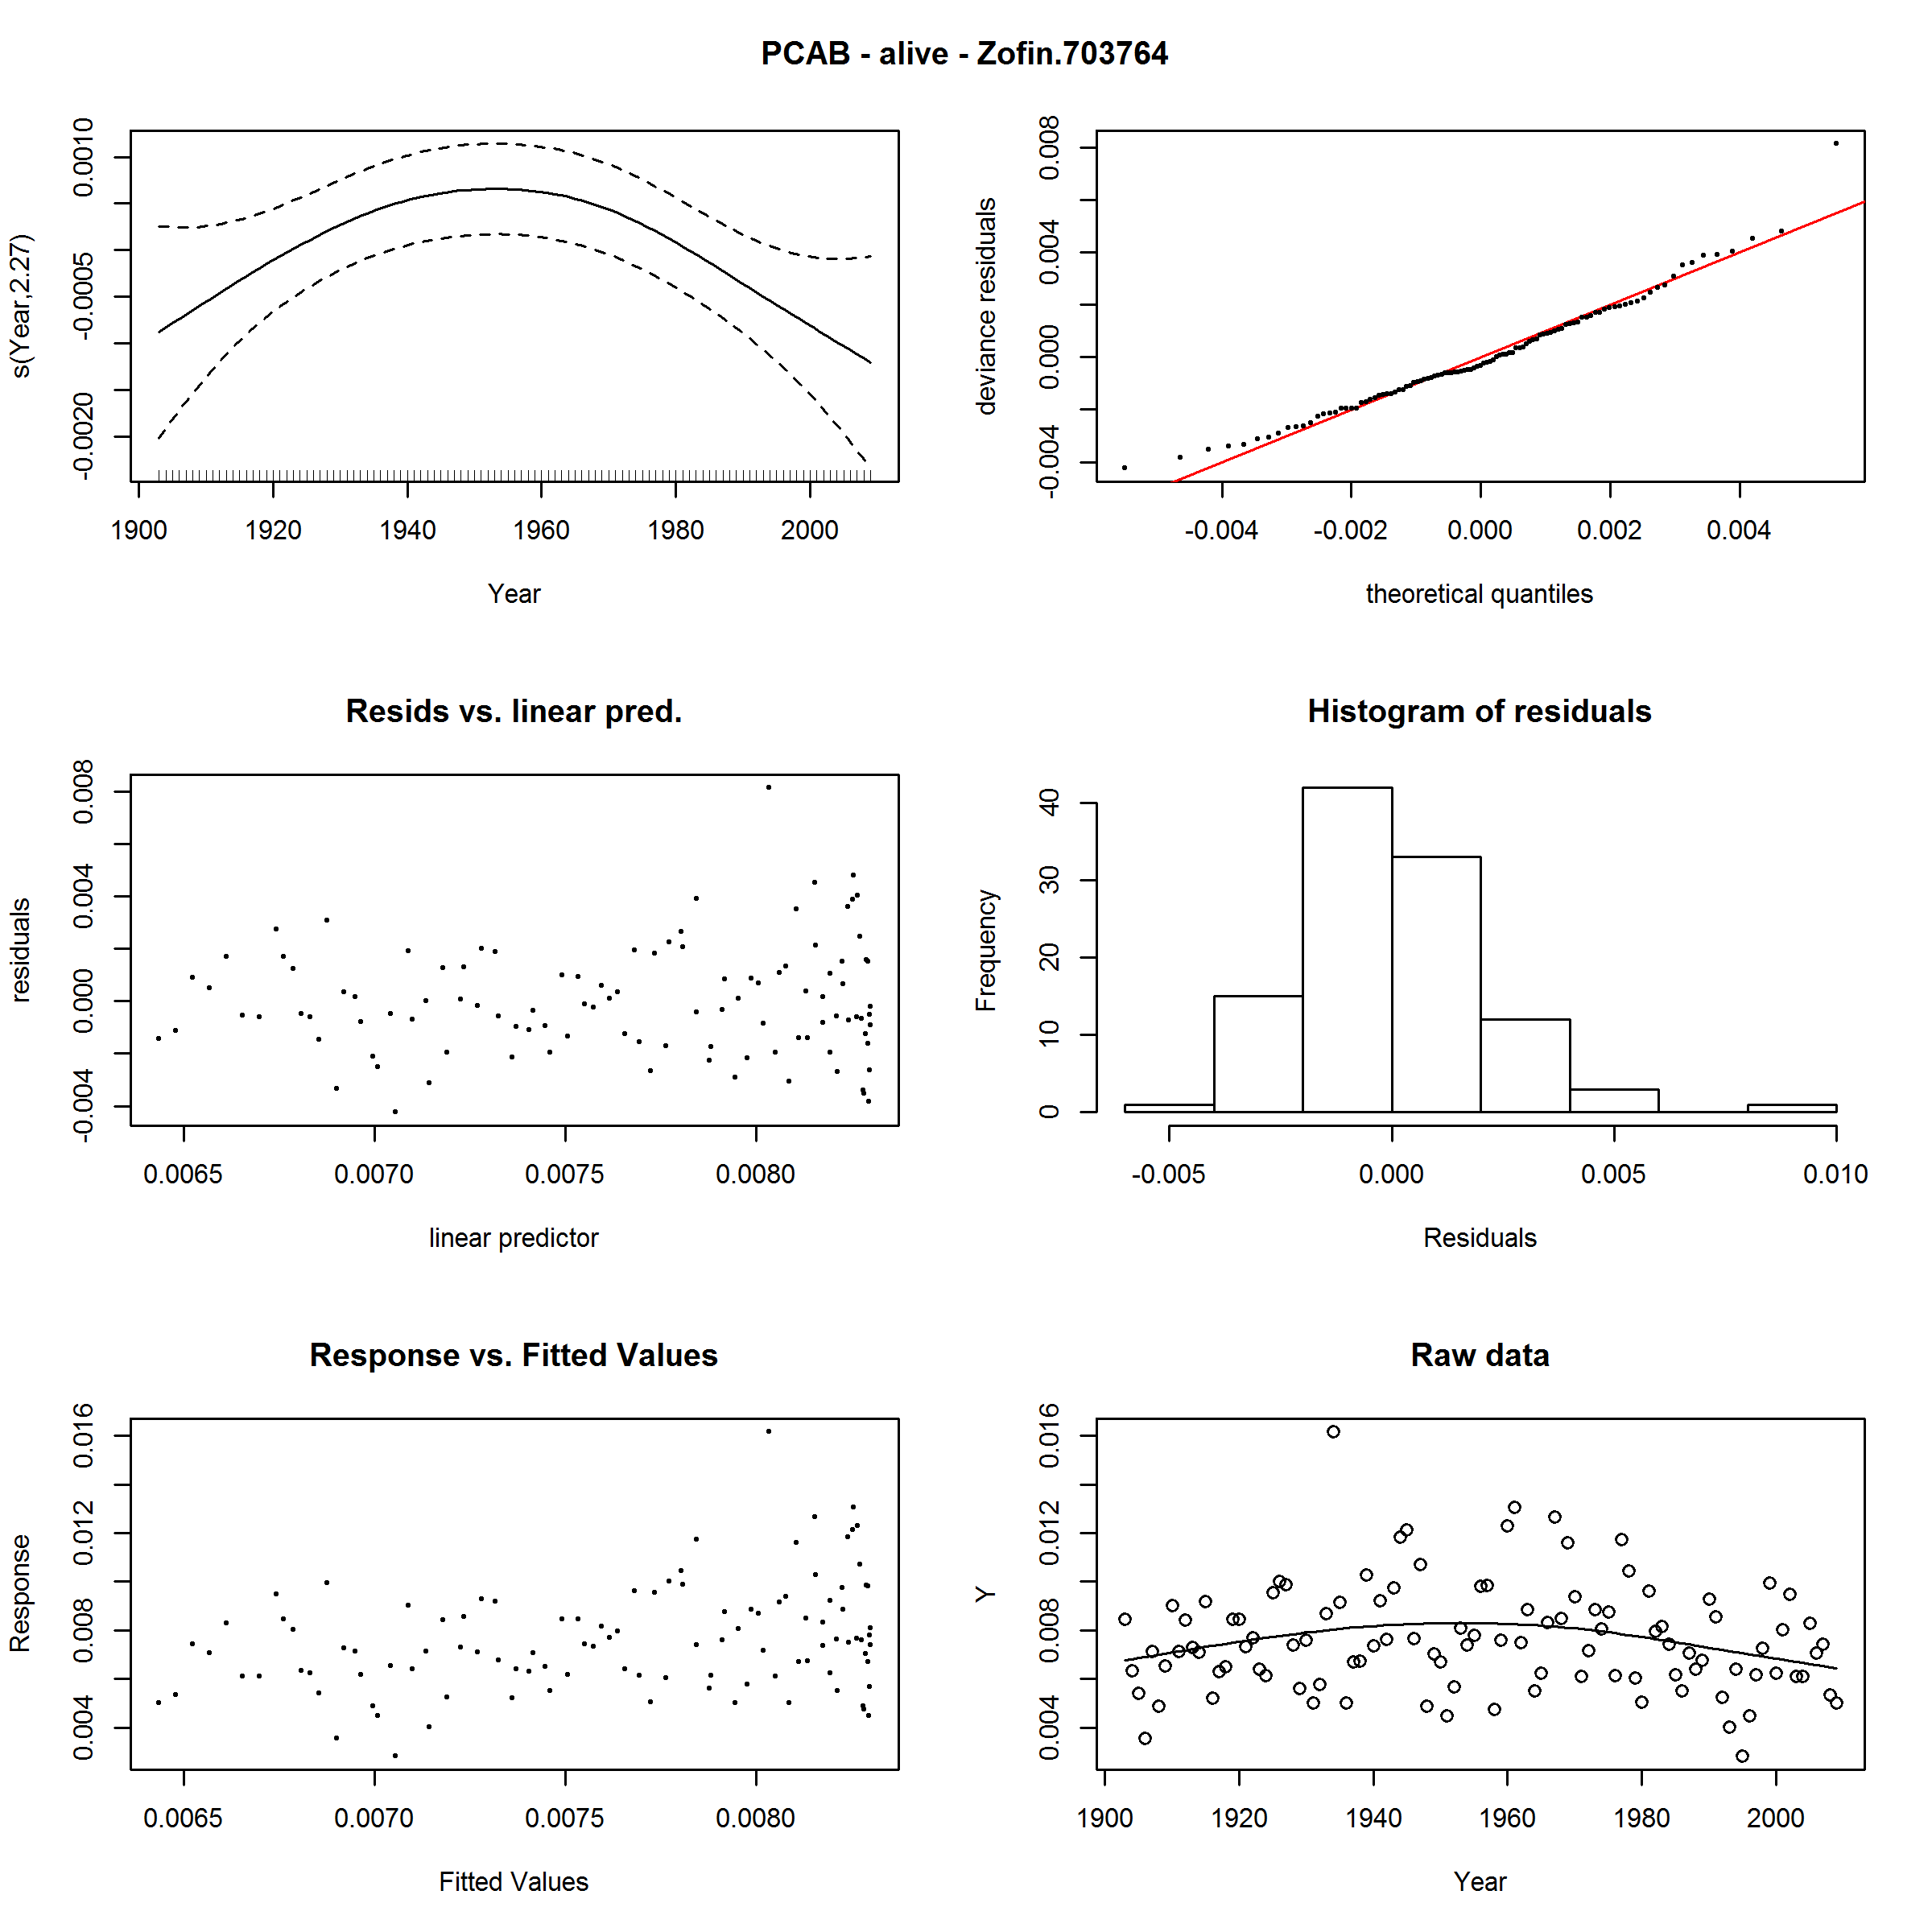 PCAB - alive - Zofin.703764
s(Year,2.27)
0.0010
-0.0005
-0.0020
1900 1920 1940 1960 1980 2000
Year
deviance residuals
0.008
0.004
0.000
-0.004
-0.004 -0.002 0.000 0.002 0.004
theoretical quantiles
Resids vs. linear pred.
residuals
0.008
0.004
0.000
-0.004
0.0065 0.0070 0.0075 0.0080
linear predictor
Histogram of residuals
Frequency
40
30
20
10
0
-0.005 0.000 0.005 0.010
Residuals
Response vs. Fitted Values
Response
0.016
0.012
0.008
0.004
0.0065 0.0070 0.0075 0.0080
Fitted Values
Raw data
Y
0.016
0.012
0.008
0.004
1900 1920 1940 1960 1980 2000
Year